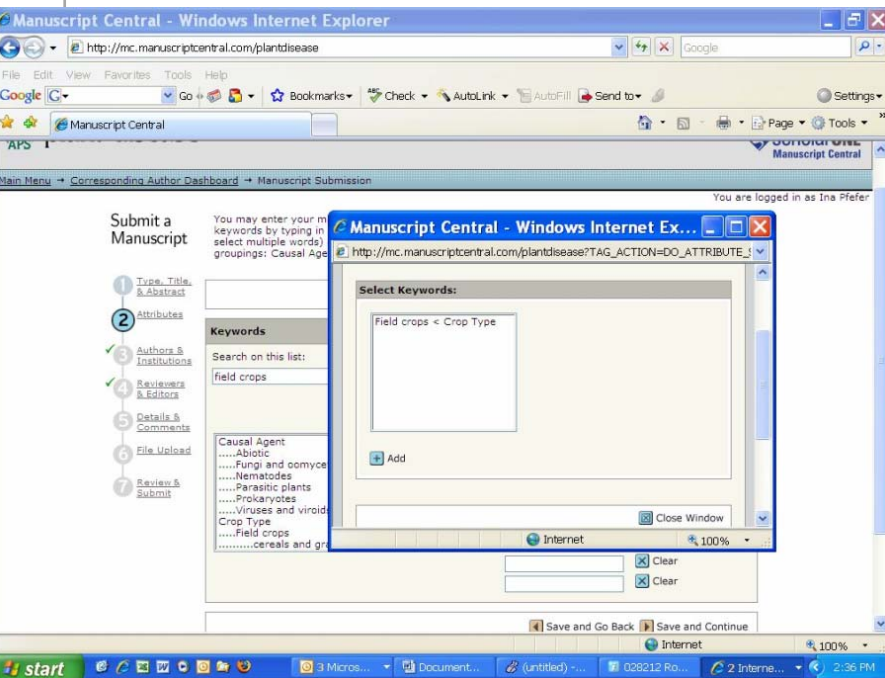 Manuscript Central - Windows Internet Explorer
http://mc.manuscriptcentral.com/plantdisease
Google
File Edit View Favorites Tools Help
Google G Go Bookmarks Check AutoLink AutoFill Send to Settings
Manuscript Central
Page Tools »
APS
Manuscript Central
Main Menu → Corresponding Author Dashboard → Manuscript Submission
You are logged in as Ina Pfefer
Submit a
Manuscript
1 Type, Title,
& Abstract
2 Attributes
3 Authors &
Institutions
4 Reviewers
& Editors
5 Details &
Comments
6 File Upload
7 Review &
Submit
You may enter your
keywords by typing in
select multiple words)
groupings: Causal Age
Keywords
Search on this list:
field crops
Causal Agent
.....Abiotic
.....Fungi and oomyce
.....Nematodes
.....Parasitic plants
.....Prokaryotes
.....Viruses and viroids
Crop Type
.....Field crops
..........cereals and gra
Manuscript Central - Windows Internet Ex...
http://mc.manuscriptcentral.com/plantdisease?TAG_ACTION=DO_ATTRIBUTE_
Select Keywords:
Field crops < Crop Type
Add
Close Window
Internet 100%
Clear
Clear
Save and Go Back Save and Continue
Internet 100%
start 3 Micros... Document... (untitled) -... 028212 Ro... 2 Interne... 2:36 PM